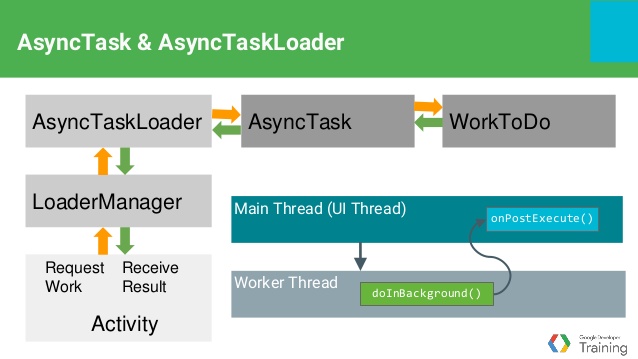 AsyncTask & AsyncTaskLoader
AsyncTaskLoader
AsyncTask
WorkToDo
LoaderManager
Request
Work
Receive
Result
Activity
Main Thread (UI Thread)
onPostExecute()
Worker Thread
doInBackground()
Google Developer
Training